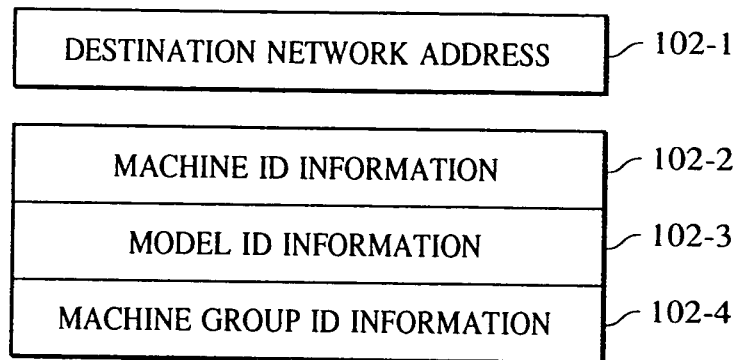 DESTINATION NETWORK ADDRESS 102-1
MACHINE ID INFORMATION 102-2
MODEL ID INFORMATION 102-3
MACHINE GROUP ID INFORMATION 102-4